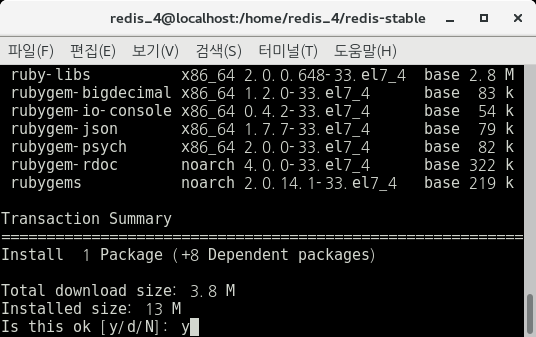 redis_4@localhost:/home/redis_4/redis-stable
파일(F) 편집(E) 보기(V) 검색(S) 터미널(T) 도움말(H)
ruby-libs x86_64 2.0.0.648-33.el7_4 base 2.8 M
rubygem-bigdecimal x86_64 1.2.0-33.el7_4 base 83 k
rubygem-io-console x86_64 0.4.2-33.el7_4 base 54 k
rubygem-json x86_64 1.7.7-33.el7_4 base 79 k
rubygem-psych x86_64 2.0.0-33.el7_4 base 82 k
rubygem-rdoc noarch 4.0.0-33.el7_4 base 322 k
rubygems noarch 2.0.14.1-33.el7_4 base 219 k
Transaction Summary
================================================================
Install 1 Package (+8 Dependent packages)
Total download size: 3.8 M
Installed size: 13 M
Is this ok [y/d/N]: y